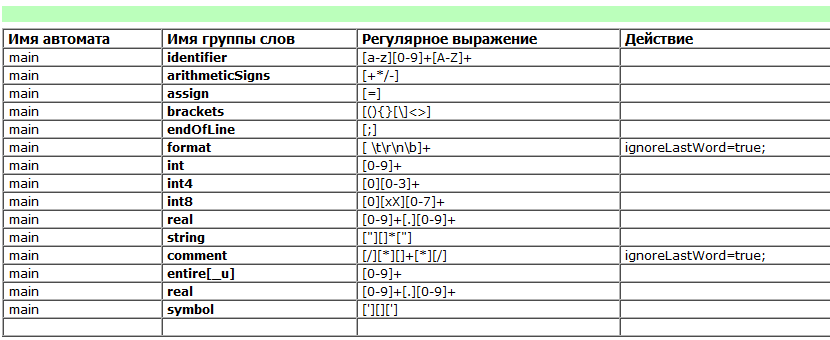 Имя автомата Имя группы слов Регулярное выражение Действие
main identifier [a-z][0-9]+[A-Z]+
main arithmeticSigns [+*/-]
main assign [=]
main brackets [(){}[\]<>]
main endOfLine [;]
main format [ \t\r\n\b]+ ignoreLastWord=true;
main int [0-9]+
main int4 [0][0-3]+
main int8 [0][xX][0-7]+
main real [0-9]+[.][0-9]+
main string ["][]*["]
main comment [/][*][]+[*][/] ignoreLastWord=true;
main entire[_u] [0-9]+
main real [0-9]+[.][0-9]+
main symbol ['][][']